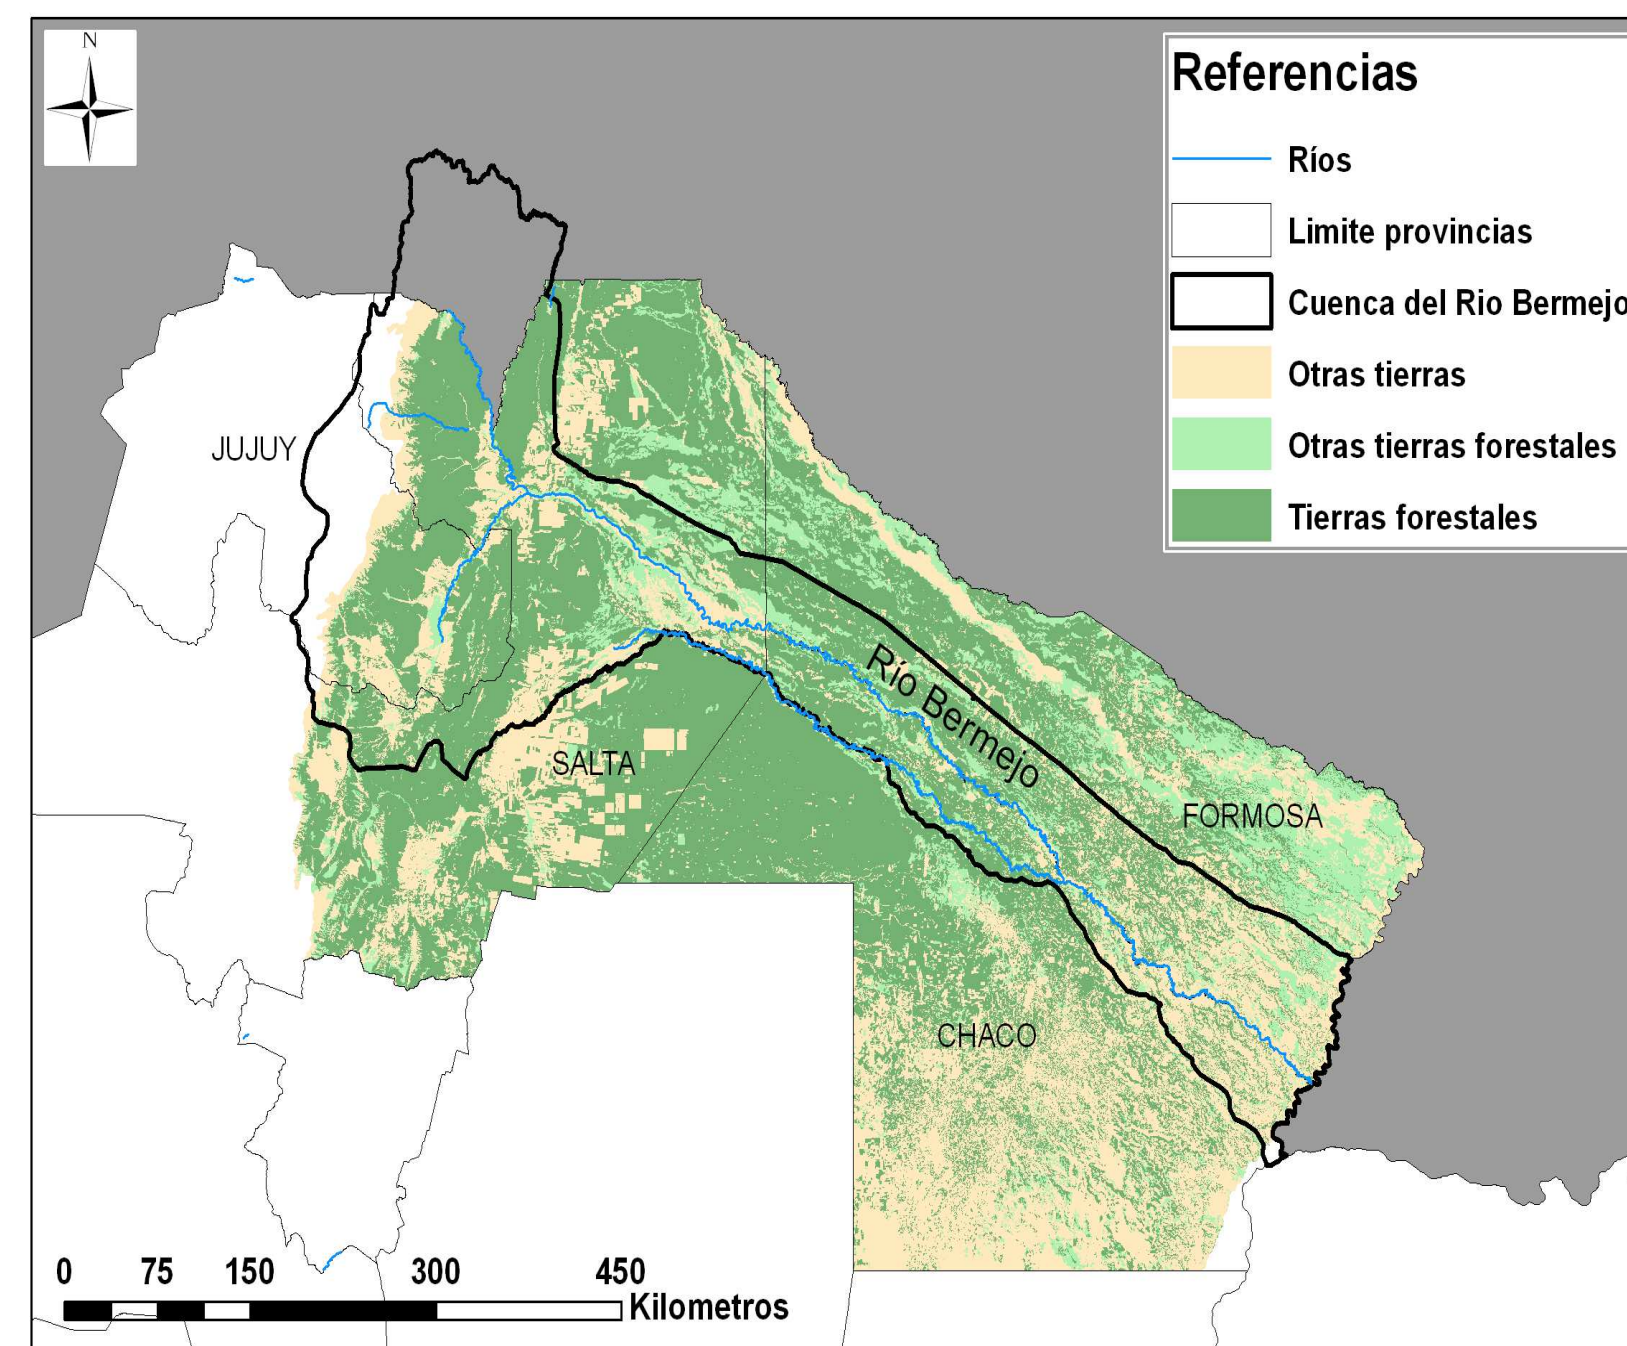 N
Referencias
Ríos
Limite provincias
Cuenca del Rio Bermejo
Otras tierras
Otras tierras forestales
Tierras forestales
JUJUY
Río Bermejo
SALTA
FORMOSA
CHACO
0 75 150 300 450
Kilometros